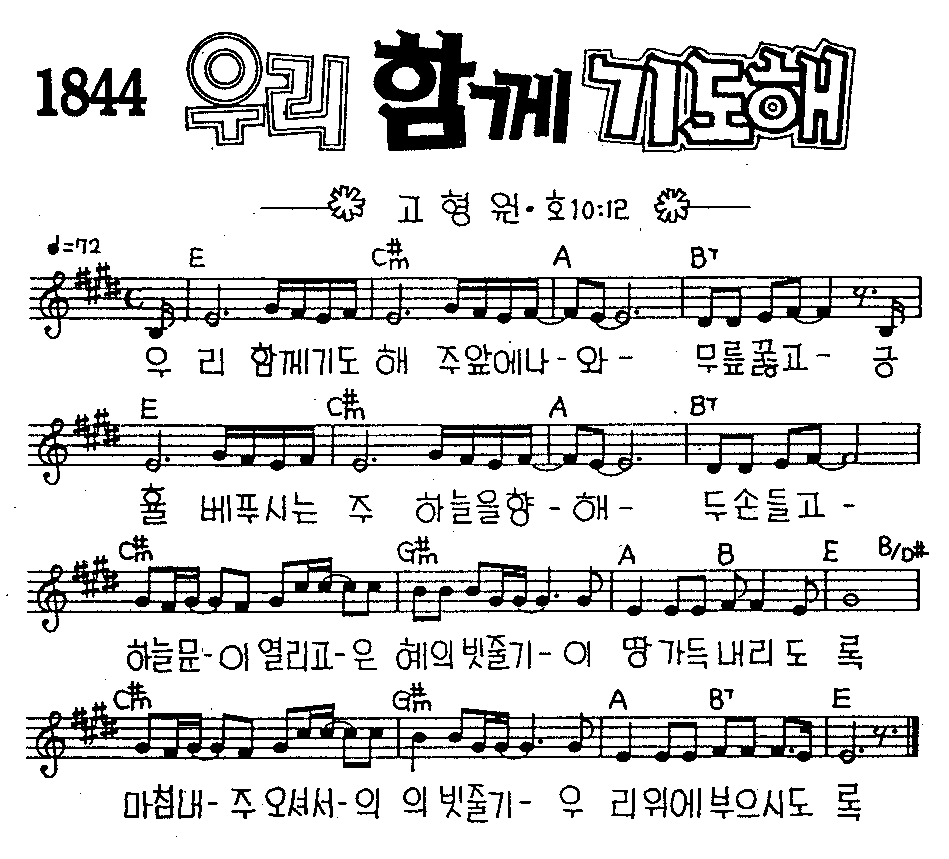 1844 우리 함께 기도해
고 형 원 · 호10:12
♩=72
E C#m A B7
우 리 함께기도 해 주앞에나-와- 무릎꿇고- 긍
E C#m A B7
휼 베푸시는 주 하늘을향-해- 두손들고-
C#m G#m A B E B/D#
하늘문-이열리고-은 혜의빗줄기-이 땅가득내리도 록
C#m G#m A B7 E
마침내-주오셔서-의 의빗줄기- 우 리위에부으시도 록